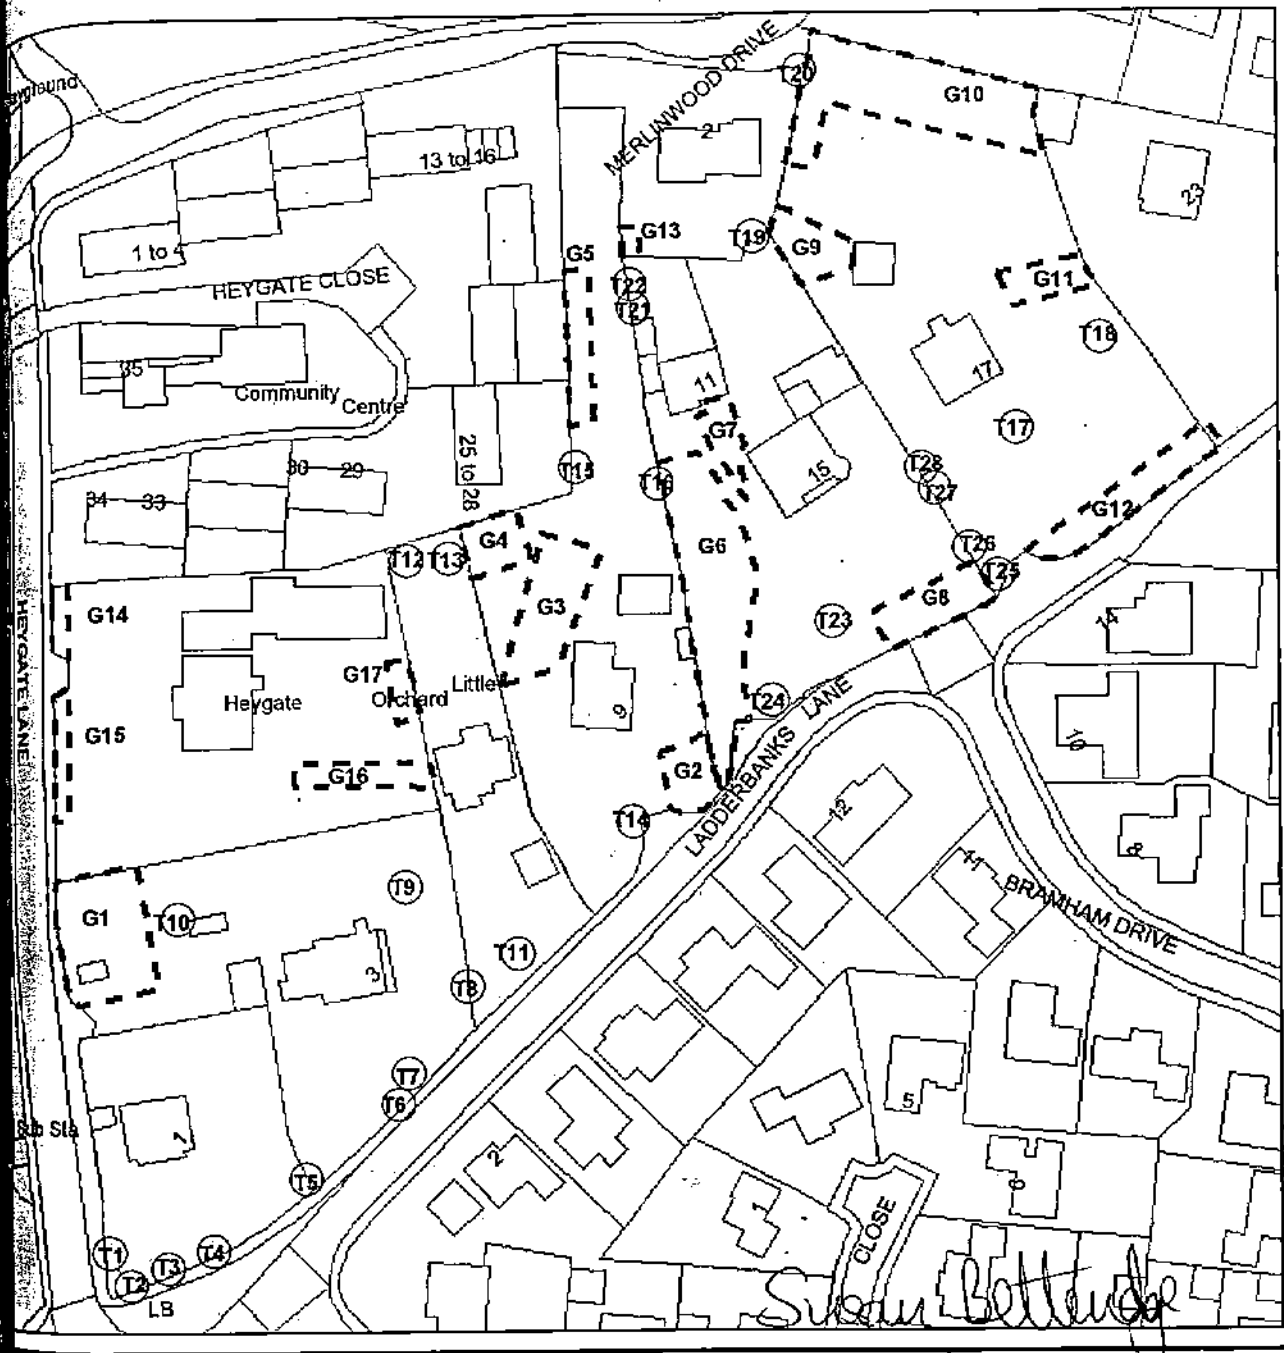 MERLINWOOD DRIVE
T20
G10
2
13 to 16
23
1 to 4
G13
T19
G9
G5
HEYGATE CLOSE
T22
T21
G11
T18
35
11
17
Community
Centre
G7
T17
25 to 28
30
29
T15
T16
15
T28
T27
34
33
G12
G4
G6
T12
T13
T26
T25
G14
G3
G8
T23
14
HEYGATE LANE
G17
Heygate
Orchard
Little
9
T24
G15
10
G16
G2
LADDERBANKS LANE
T14
12
8
T9
11
BRAMHAM DRIVE
G1
T10
T11
3
T8
T7
T6
5
Sub Sta
1
T5
2
6
1
CLOSE
T1
T2
T3
T4
LB
Susan Betteridge